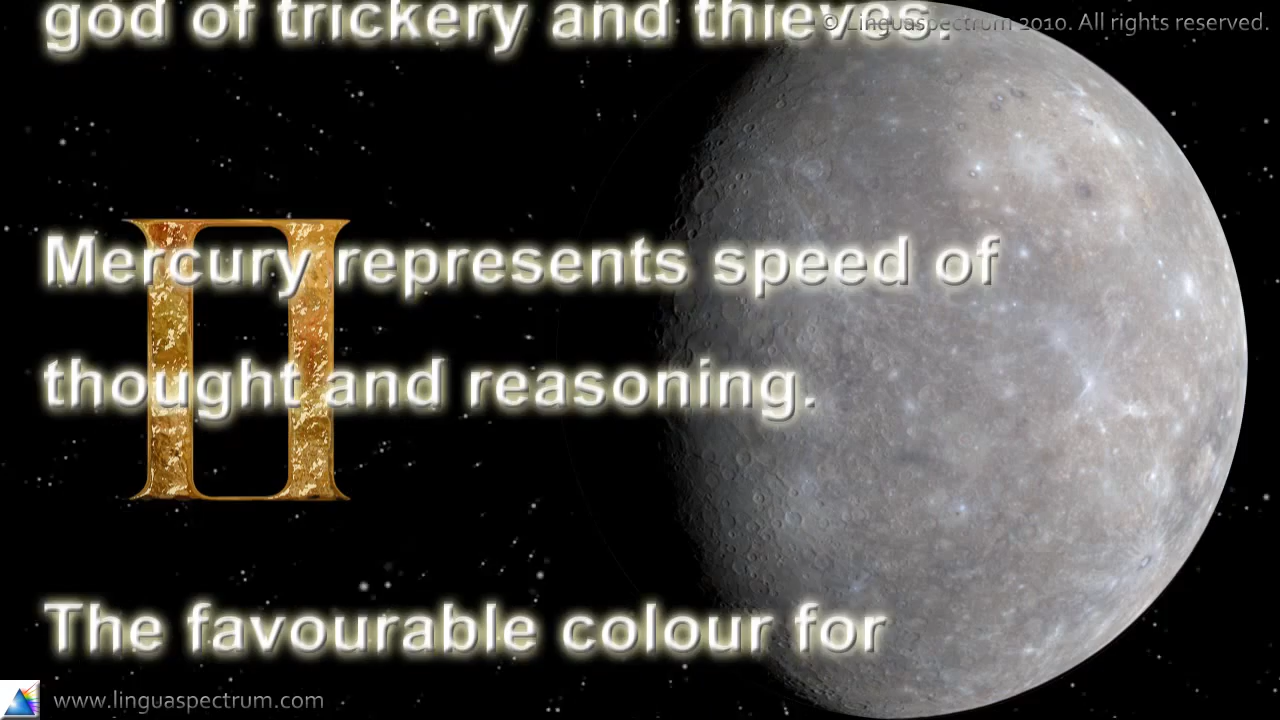 god of trickery and thieves.
© Linguaspectrum 2010. All rights reserved.
Mercury represents speed of
thought and reasoning.
The favourable colour for
www.linguaspectrum.com